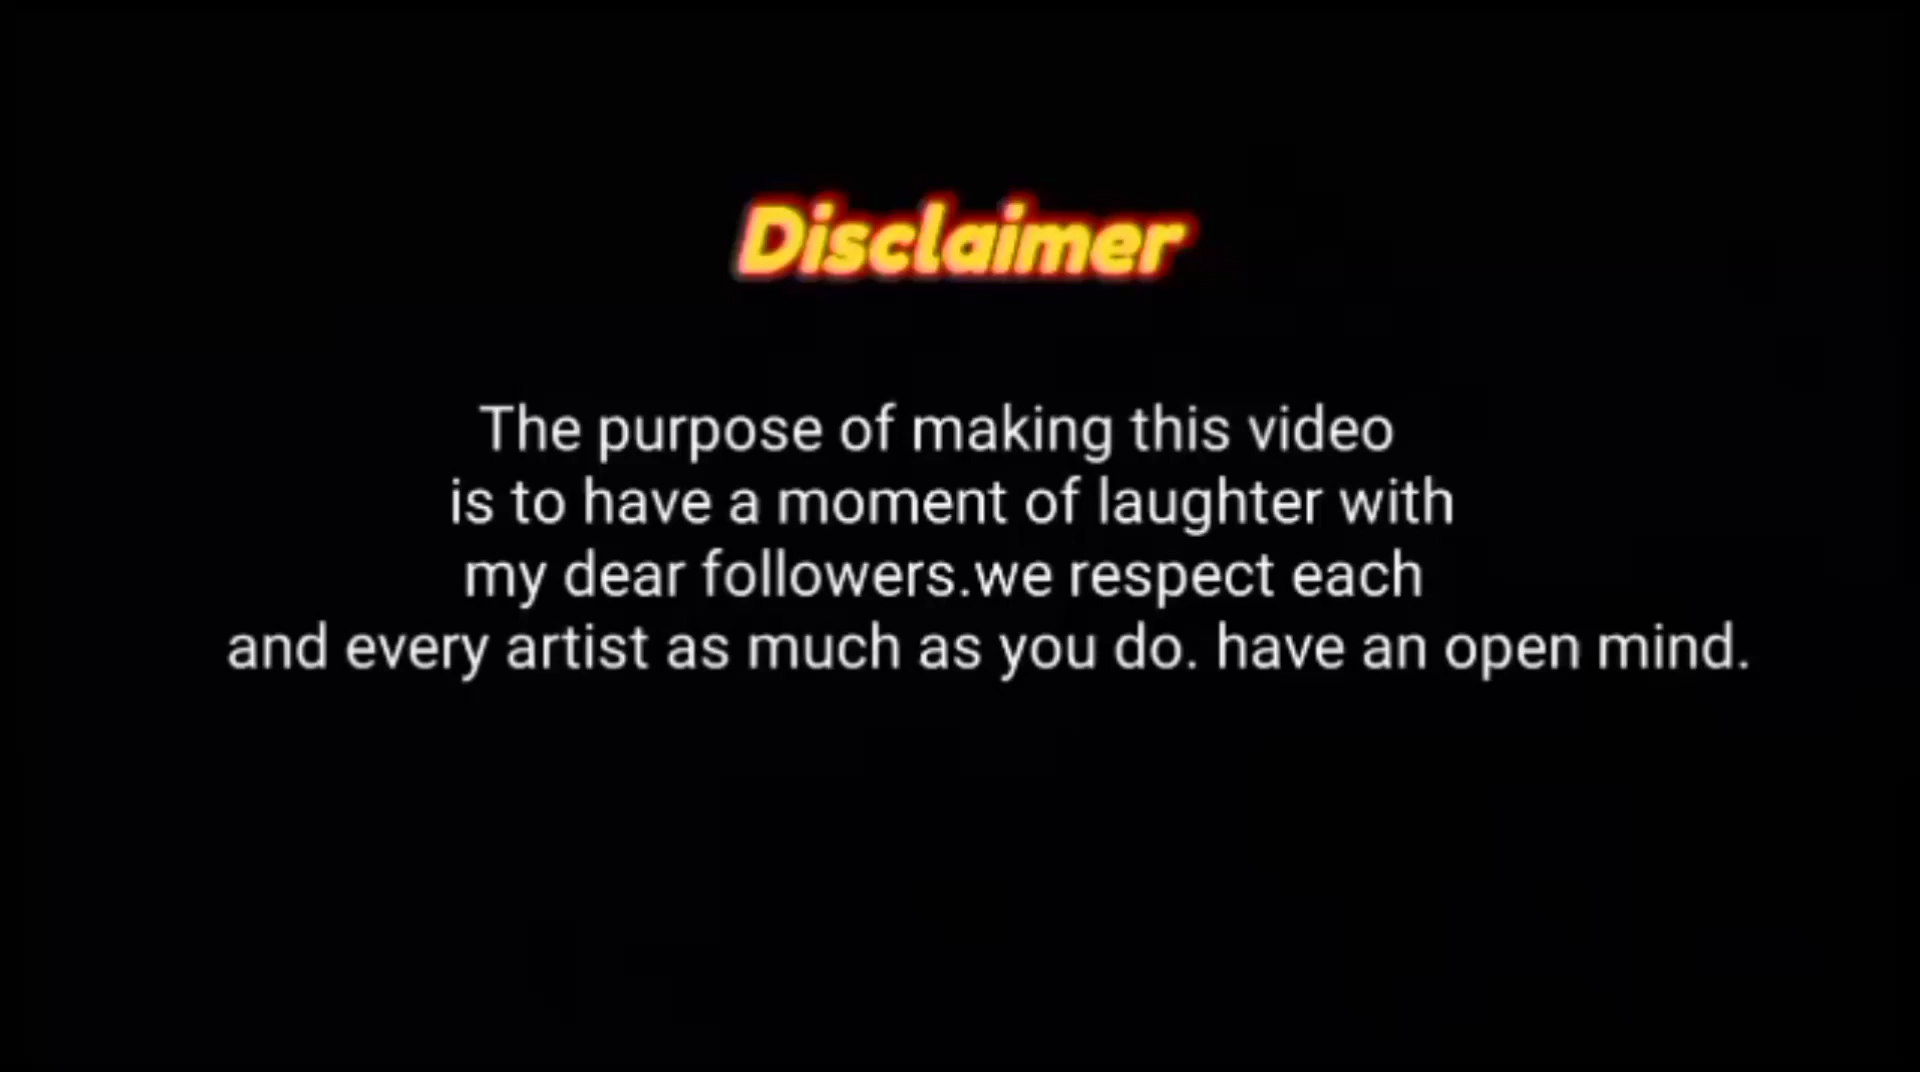 Disclaimer
The purpose of making this video
is to have a moment of laughter with
my dear followers.we respect each
and every artist as much as you do. have an open mind.